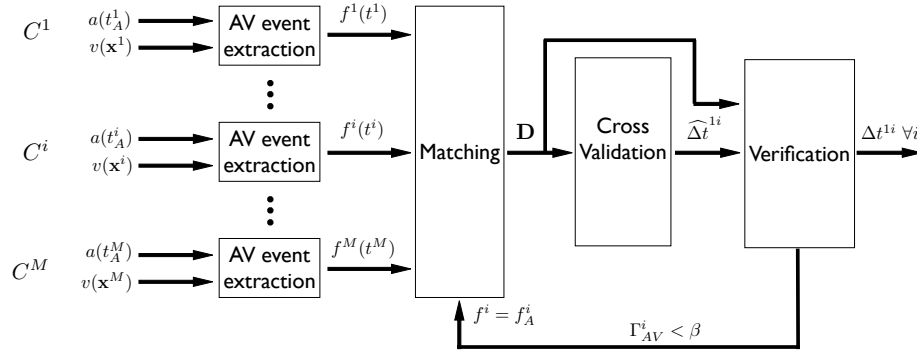 C^1
a(t_A^1)
v(𝐱^1)
AV event
extraction
f^1(t^1)
C^i
a(t_A^i)
v(𝐱^i)
AV event
extraction
f^i(t^i)
C^M
a(t_A^M)
v(𝐱^M)
AV event
extraction
f^M(t^M)
Matching
𝐃
Cross
Validation
\widehat{Δt}^{1i}
Verification
Δt^{1i} ∀i
f^i = f_A^i
Γ_{AV}^i < β